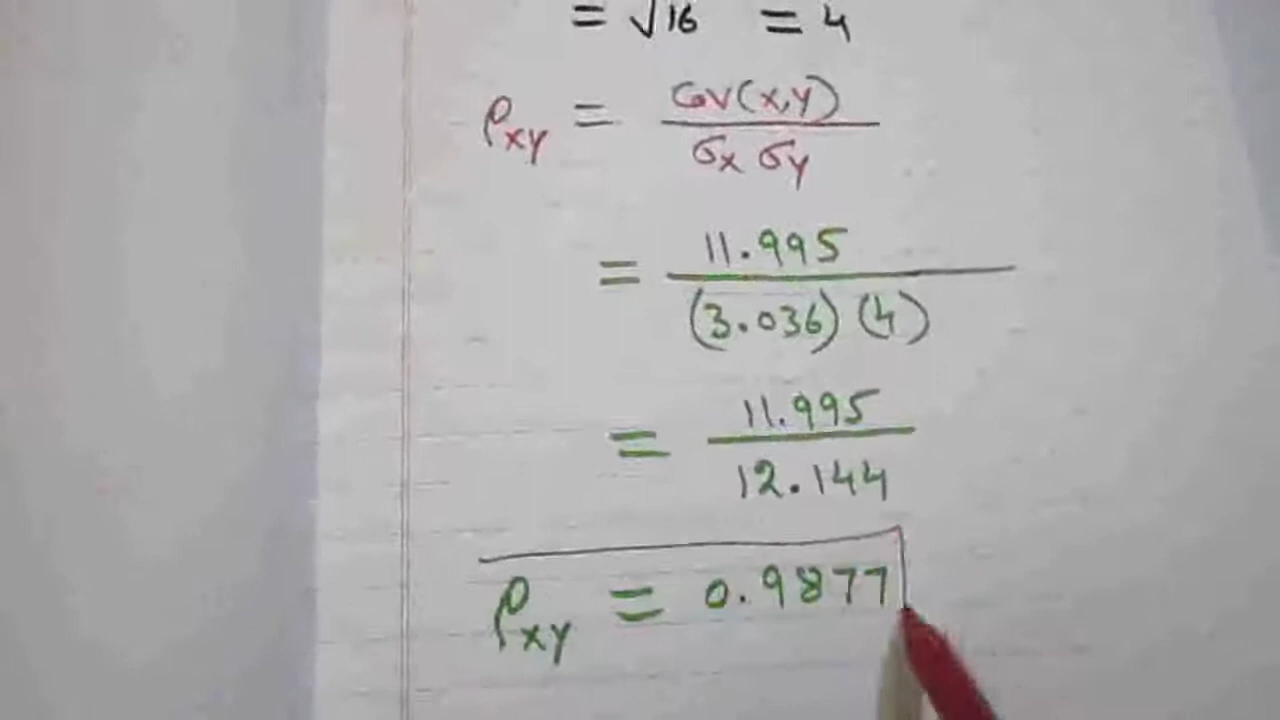 = √16 = 4
ρxy = Cov(x,y) / σx σy
= 11.995 / (3.036) (4)
= 11.995 / 12.144
ρxy = 0.9877